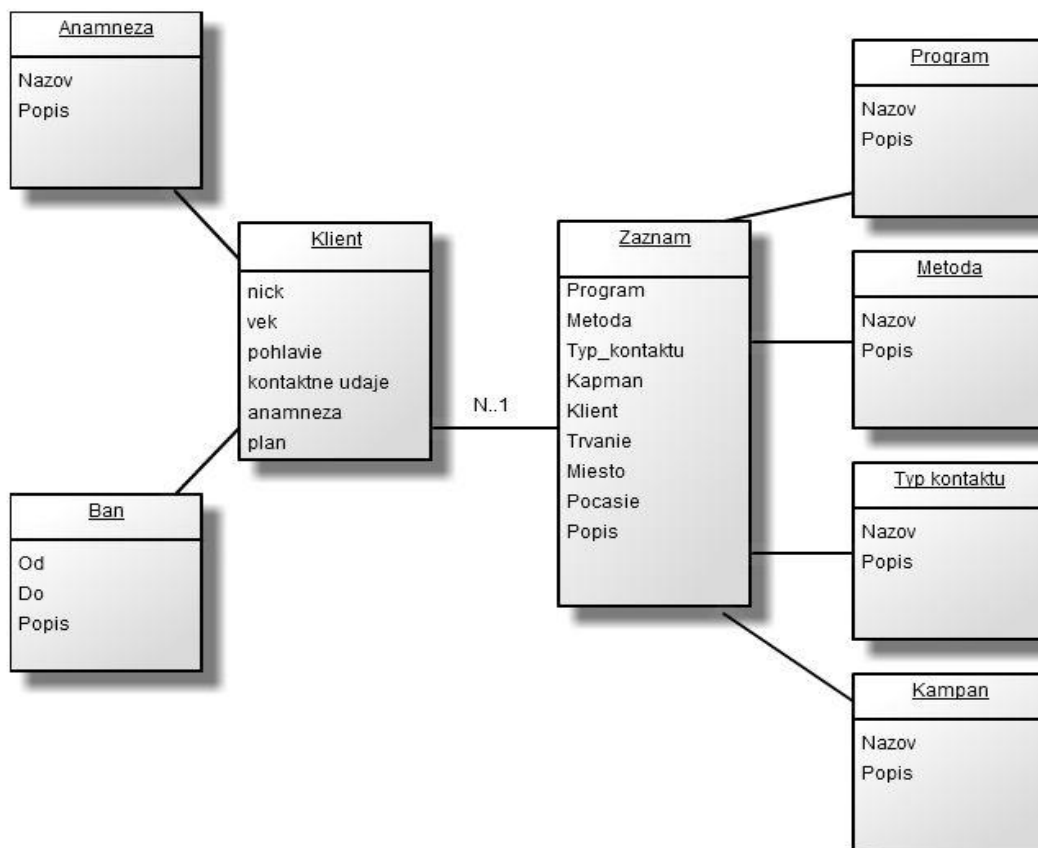 Anamneza
Nazov
Popis
Klient
nick
vek
pohlavie
kontaktne udaje
anamneza
plan
Ban
Od
Do
Popis
N..1
Zaznam
Program
Metoda
Typ_kontaktu
Kapman
Klient
Trvanie
Miesto
Pocasie
Popis
Program
Nazov
Popis
Metoda
Nazov
Popis
Typ kontaktu
Nazov
Popis
Kampan
Nazov
Popis